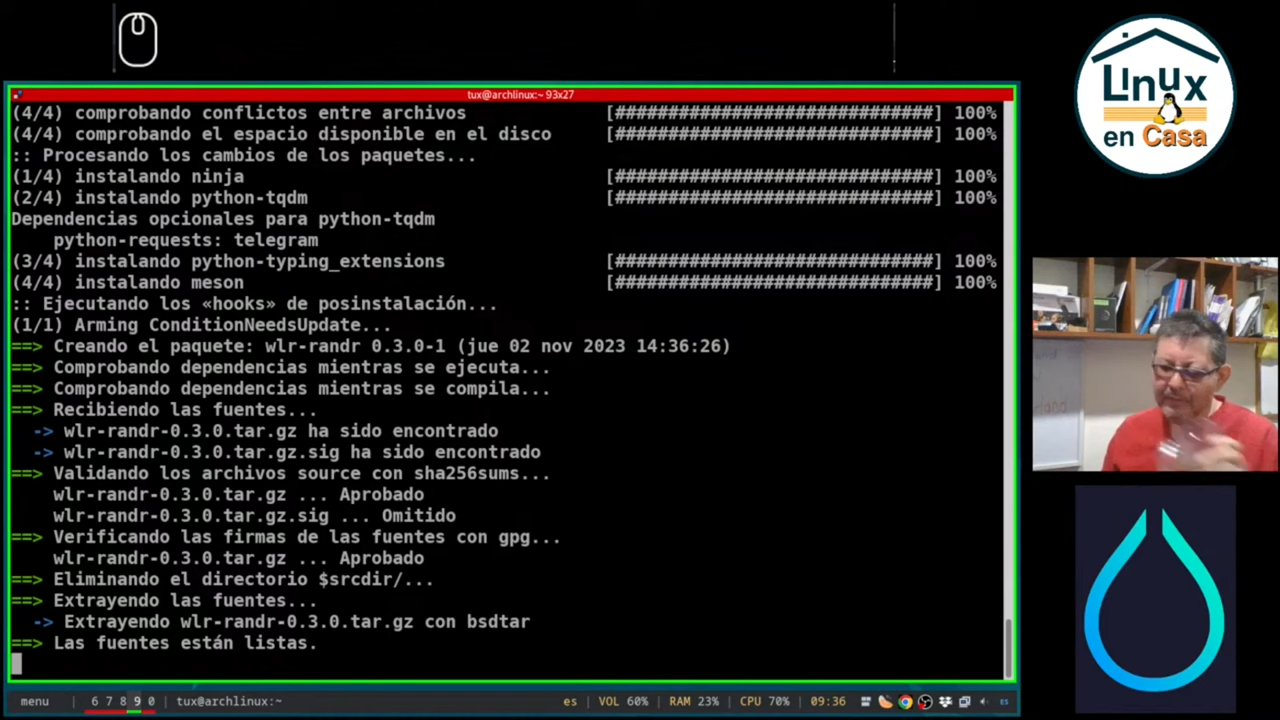 Linux
en Casa
tux@archlinux:~ 93x27
(4/4) comprobando conflictos entre archivos [##############################] 100%
(4/4) comprobando el espacio disponible en el disco [##############################] 100%
:: Procesando los cambios de los paquetes...
(1/4) instalando ninja [##############################] 100%
(2/4) instalando python-tqdm [##############################] 100%
Dependencias opcionales para python-tqdm
python-requests: telegram
(3/4) instalando python-typing_extensions [##############################] 100%
(4/4) instalando meson [##############################] 100%
:: Ejecutando los «hooks» de posinstalación...
(1/1) Arming ConditionNeedsUpdate...
==> Creando el paquete: wlr-randr 0.3.0-1 (jue 02 nov 2023 14:36:26)
==> Comprobando dependencias mientras se ejecuta...
==> Comprobando dependencias mientras se compila...
==> Recibiendo las fuentes...
-> wlr-randr-0.3.0.tar.gz ha sido encontrado
-> wlr-randr-0.3.0.tar.gz.sig ha sido encontrado
==> Validando los archivos source con sha256sums...
wlr-randr-0.3.0.tar.gz ... Aprobado
wlr-randr-0.3.0.tar.gz.sig ... Omitido
==> Verificando las firmas de las fuentes con gpg...
wlr-randr-0.3.0.tar.gz ... Aprobado
==> Eliminando el directorio $srcdir/...
==> Extrayendo las fuentes...
-> Extrayendo wlr-randr-0.3.0.tar.gz con bsdtar
==> Las fuentes están listas.
menu | 6 7 8 9 0 | tux@archlinux:~ es | VOL 60% | RAM 23% | CPU 70% | 09:36 ES